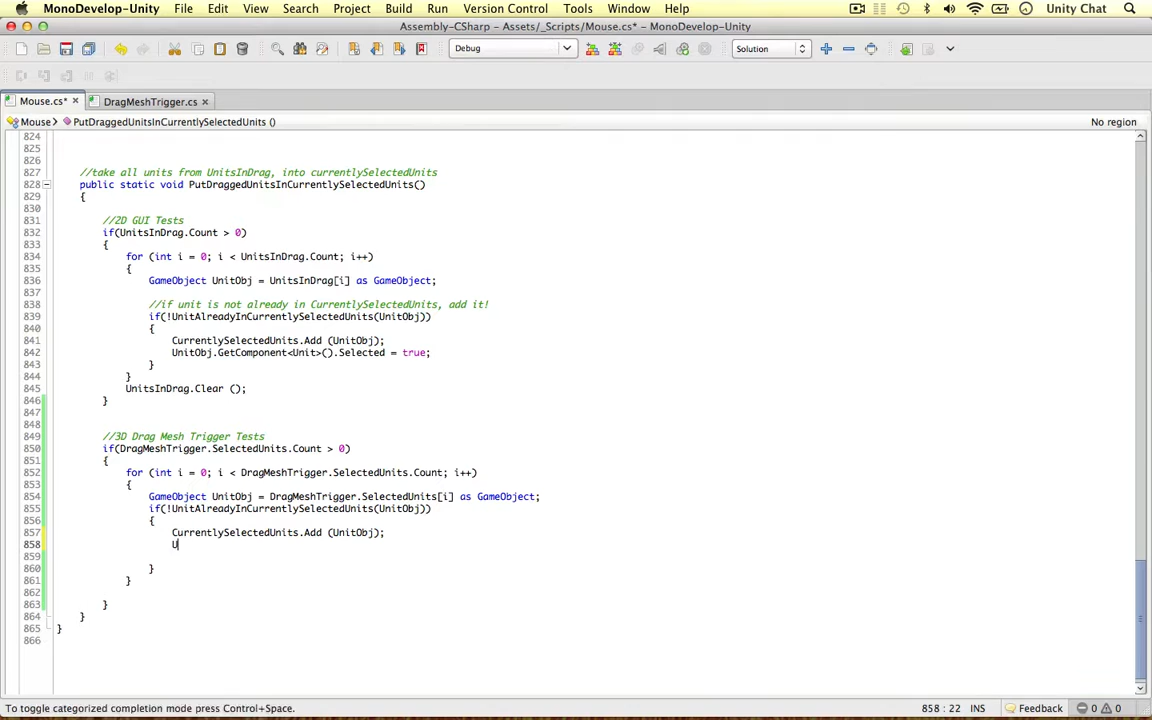 MonoDevelop-Unity File Edit View Search Project Build Run Version Control Tools Window Help Unity Chat
Assembly-CSharp - Assets/_Scripts/Mouse.cs* - MonoDevelop-Unity
Debug Solution
Mouse.cs* × DragMeshTrigger.cs ×
Mouse PutDraggedUnitsInCurrentlySelectedUnits () No region
824
825
826
827 //take all units from UnitsInDrag, into currentlySelectedUnits
828 public static void PutDraggedUnitsInCurrentlySelectedUnits()
829 {
830
831 //2D GUI Tests
832 if(UnitsInDrag.Count > 0)
833 {
834 for (int i = 0; i < UnitsInDrag.Count; i++)
835 {
836 GameObject UnitObj = UnitsInDrag[i] as GameObject;
837
838 //if unit is not already in CurrentlySelectedUnits, add it!
839 if(!UnitAlreadyInCurrentlySelectedUnits(UnitObj))
840 {
841 CurrentlySelectedUnits.Add (UnitObj);
842 UnitObj.GetComponent<Unit>().Selected = true;
843 }
844 }
845 UnitsInDrag.Clear ();
846 }
847
848
849 //3D Drag Mesh Trigger Tests
850 if(DragMeshTrigger.SelectedUnits.Count > 0)
851 {
852 for (int i = 0; i < DragMeshTrigger.SelectedUnits.Count; i++)
853 {
854 GameObject UnitObj = DragMeshTrigger.SelectedUnits[i] as GameObject;
855 if(!UnitAlreadyInCurrentlySelectedUnits(UnitObj))
856 {
857 CurrentlySelectedUnits.Add (UnitObj);
858 U
859
860 }
861 }
862
863 }
864 }
865 }
866
To toggle categorized completion mode press Control+Space. 858 : 22 INS Feedback 0 0